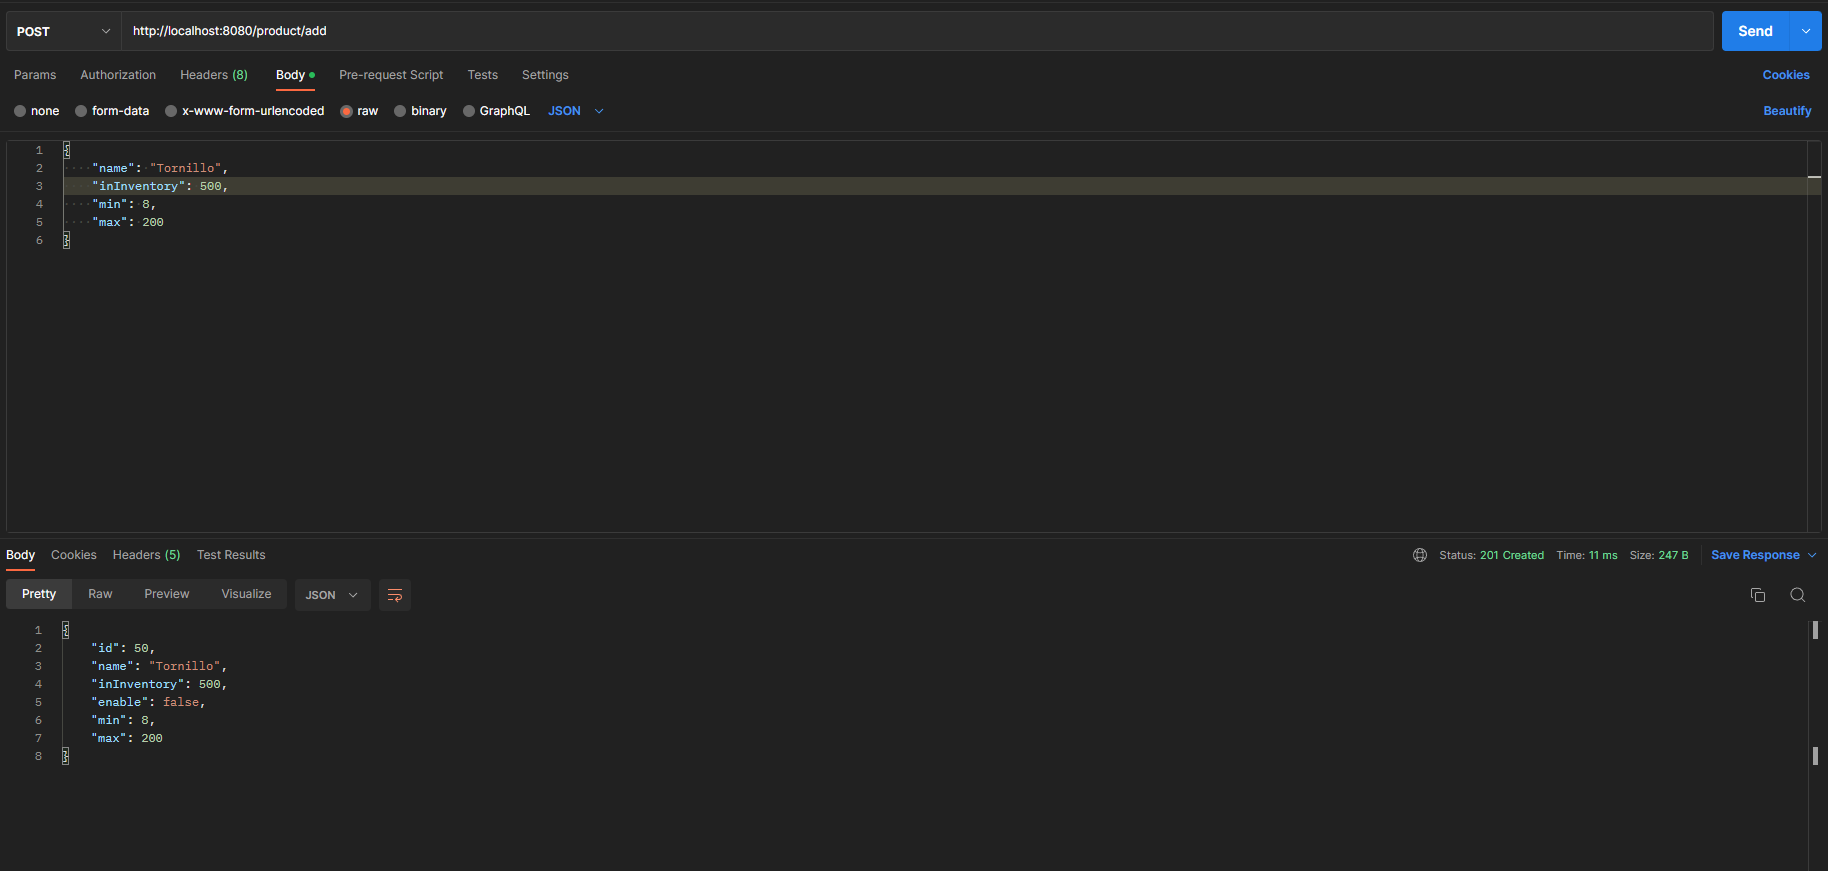 POST http://localhost:8080/product/add Send
Params Authorization Headers (8) Body Pre-request Script Tests Settings Cookies
none form-data x-www-form-urlencoded raw binary GraphQL JSON Beautify
1 {
2 "name": "Tornillo",
3 "inInventory": 500,
4 "min": 8,
5 "max": 200
6 }
Body Cookies Headers (5) Test Results Status: 201 Created Time: 11 ms Size: 247 B Save Response
Pretty Raw Preview Visualize JSON
1 {
2 "id": 50,
3 "name": "Tornillo",
4 "inInventory": 500,
5 "enable": false,
6 "min": 8,
7 "max": 200
8 }